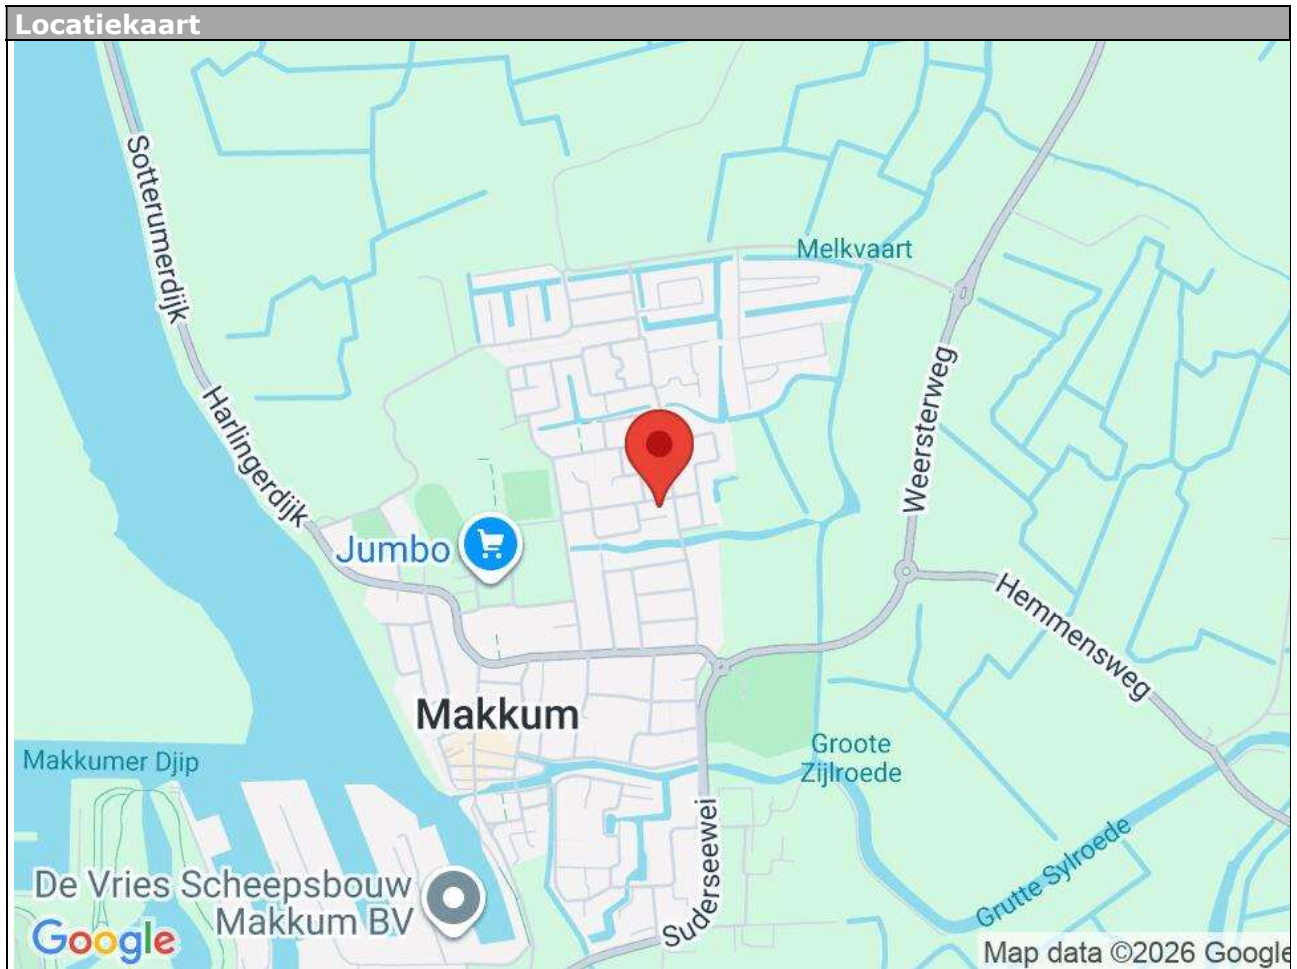 Locatiekaart
Sotterumerdijk
Melkvaart
Harlingerdijk
Weersterweg
Jumbo
Hemmensweg
Makkum
Groote
Zijlroede
Makkumer Djip
Suderseewei
Grutte Sylroede
De Vries Scheepsbouw
Makkum BV
Google
Map data ©2026 Google